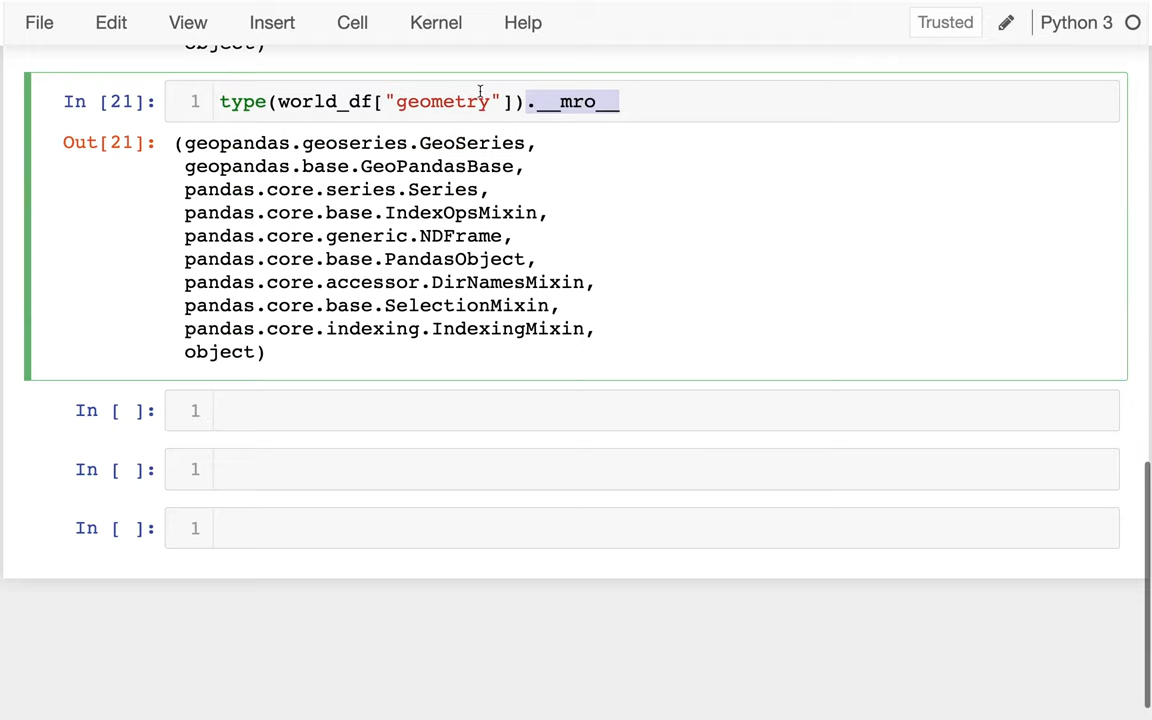 File Edit View Insert Cell Kernel Help Trusted Python 3
object)
In [21]: 1 type(world_df["geometry"]).__mro__
Out[21]: (geopandas.geoseries.GeoSeries,
geopandas.base.GeoPandasBase,
pandas.core.series.Series,
pandas.core.base.IndexOpsMixin,
pandas.core.generic.NDFrame,
pandas.core.base.PandasObject,
pandas.core.accessor.DirNamesMixin,
pandas.core.base.SelectionMixin,
pandas.core.indexing.IndexingMixin,
object)
In [ ]: 1
In [ ]: 1
In [ ]: 1